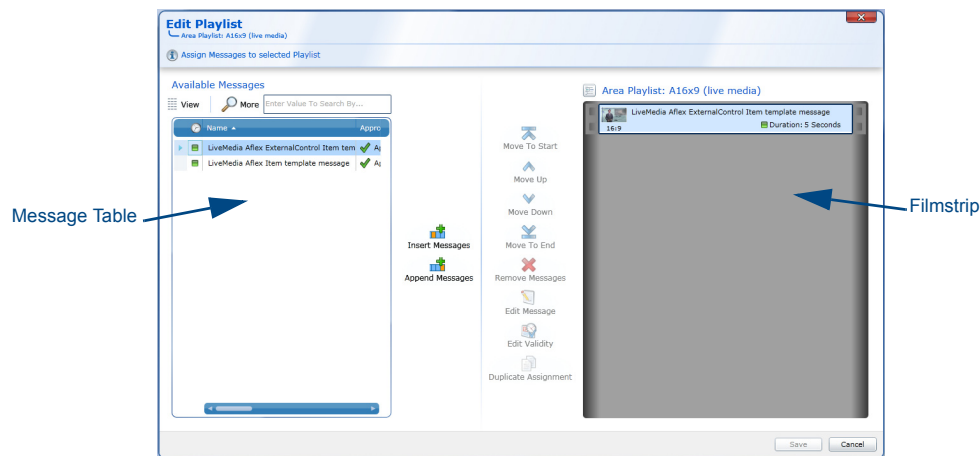 Edit Playlist
Area Playlist: A16x9 (live media)
Assign Messages to selected Playlist
Available Messages
View
More
Enter Value To Search By...
Name
Appro
LiveMedia Aflex ExternalControl Item tem
LiveMedia Aflex Item template message
Message Table
Insert Messages
Append Messages
Move To Start
Move Up
Move Down
Move To End
Remove Messages
Edit Message
Edit Validity
Duplicate Assignment
Area Playlist: A16x9 (live media)
LiveMedia Aflex ExternalControl Item template message
16:9
Duration: 5 Seconds
Filmstrip
Save
Cancel